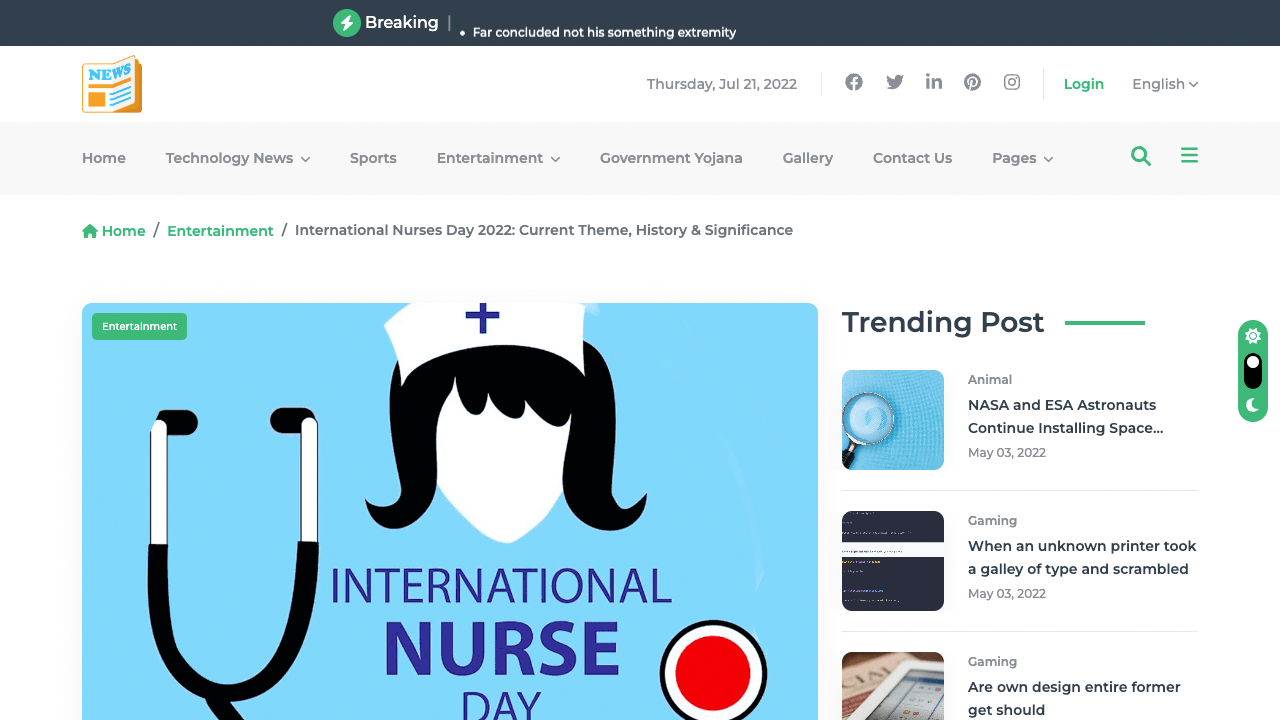 Breaking
Far concluded not his something extremity
NEWS
Thursday, Jul 21, 2022
Login
English
Home
Technology News
Sports
Entertainment
Government Yojana
Gallery
Contact Us
Pages
Home / Entertainment / International Nurses Day 2022: Current Theme, History & Significance
Entertainment
INTERNATIONAL
NURSE
DAY
Trending Post
Animal
NASA and ESA Astronauts
Continue Installing Space...
May 03, 2022
Gaming
When an unknown printer took
a galley of type and scrambled
May 03, 2022
Gaming
Are own design entire former
get should